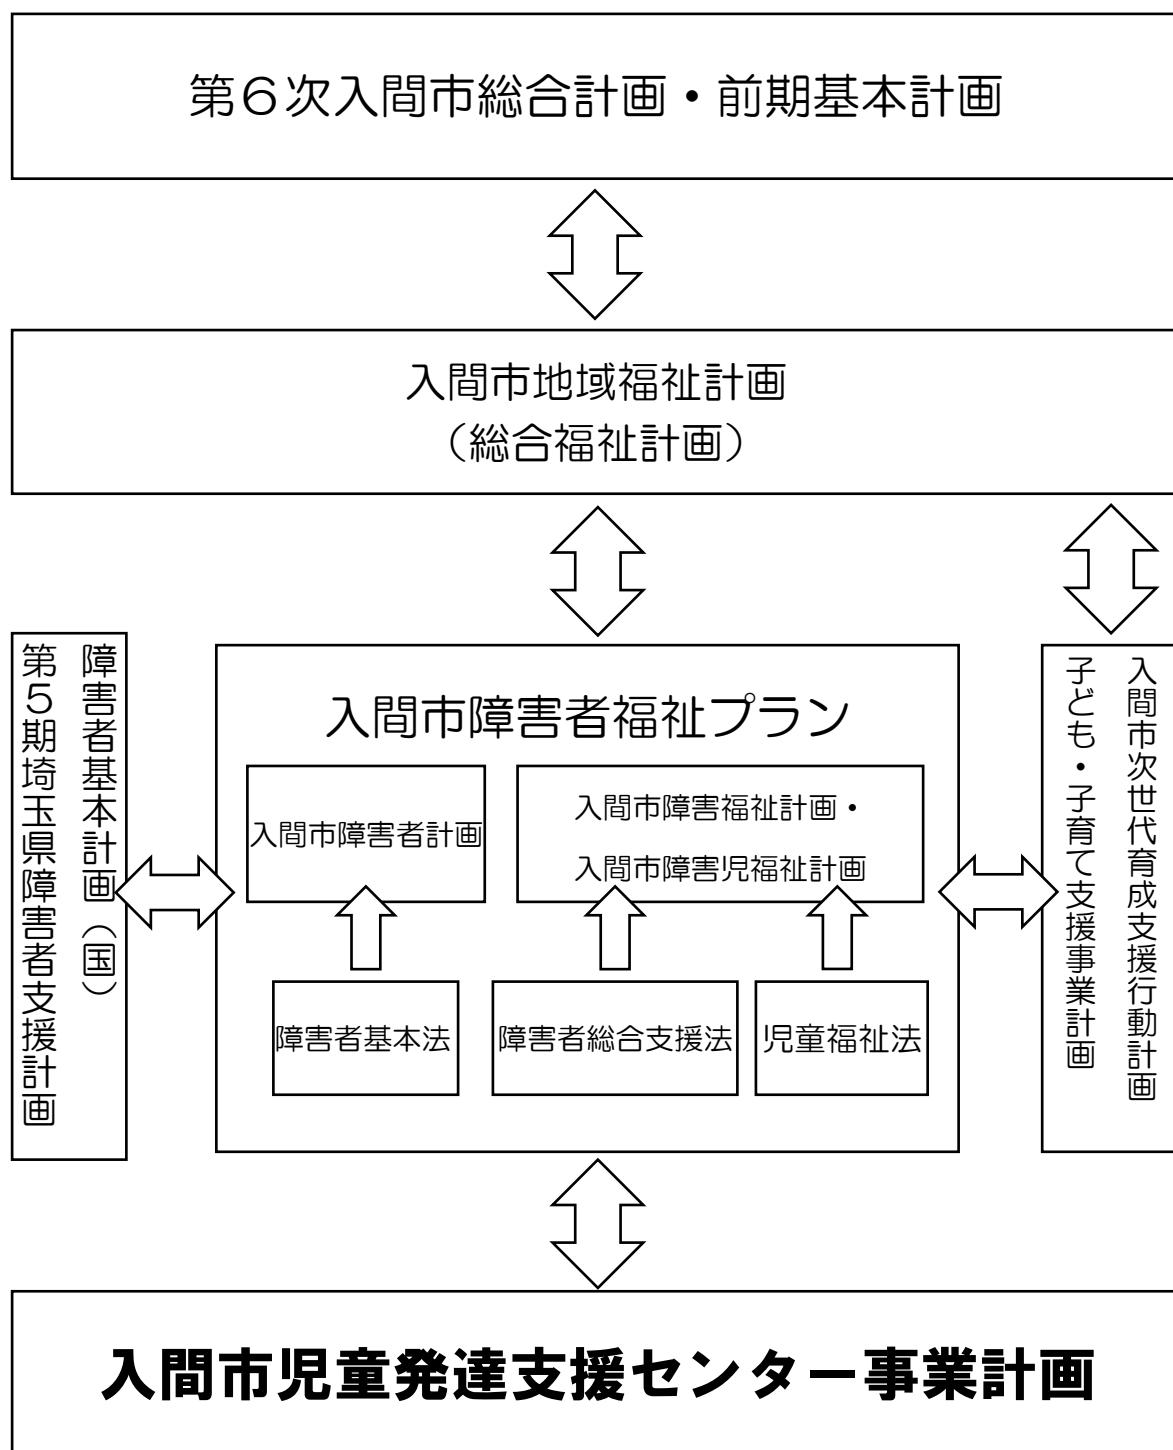 第６次入間市総合計画・前期基本計画
入間市地域福祉計画
（総合福祉計画）
障害者基本計画（国）
第５期埼玉県障害者支援計画
入間市障害者福祉プラン
入間市障害者計画
入間市障害福祉計画・
入間市障害児福祉計画
障害者基本法
障害者総合支援法
児童福祉法
入間市次世代育成支援行動計画
子ども・子育て支援事業計画
入間市児童発達支援センター事業計画